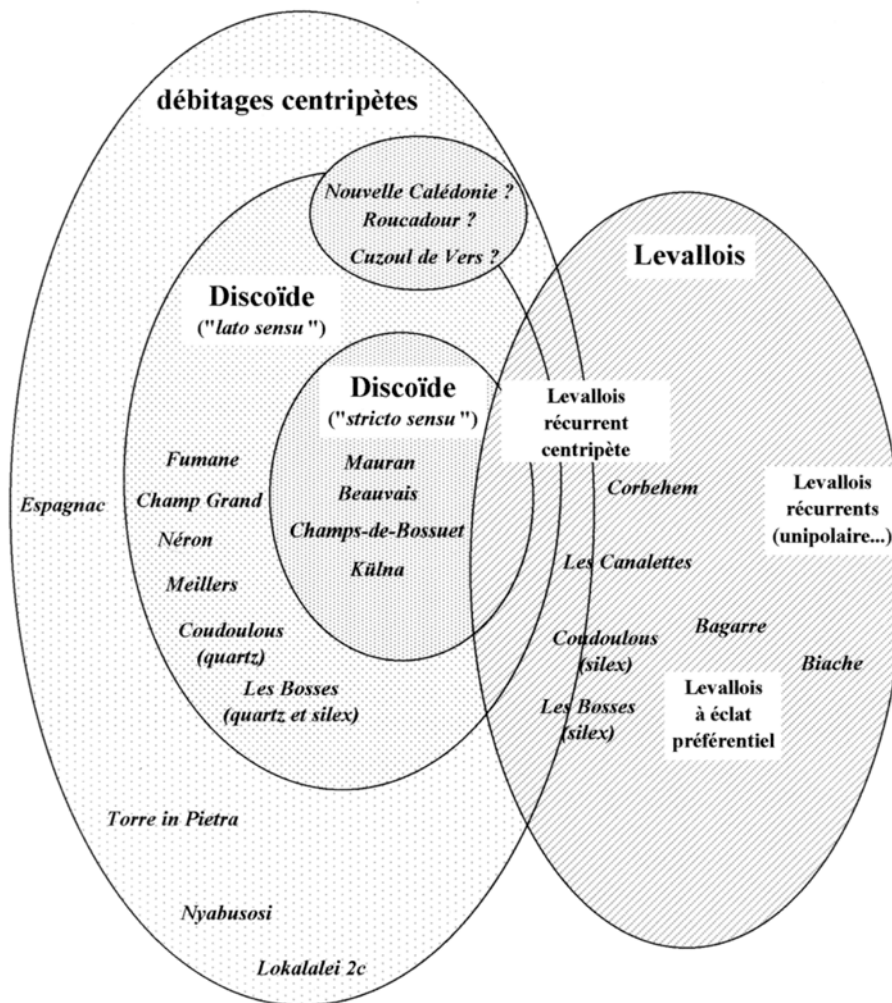 débitages centripètes
Nouvelle Calédonie ?
Roucadour ?
Cuzoul de Vers ?
Levallois
Discoïde
("lato sensu")
Discoïde
("stricto sensu")
Levallois
récurrent
centripète
Fumane
Mauran
Espagnac
Champ Grand
Beauvais
Corbehem
Levallois
récurrents
(unipolaire...)
Néron
Champs-de-Bossuet
Meillers
Külna
Les Canalettes
Coudoulous
(quartz)
Coudoulous
(silex)
Bagarre
Biache
Les Bosses
(quartz et silex)
Les Bosses
(silex)
Levallois
à éclat
préférentiel
Torre in Pietra
Nyabusosi
Lokalalei 2c